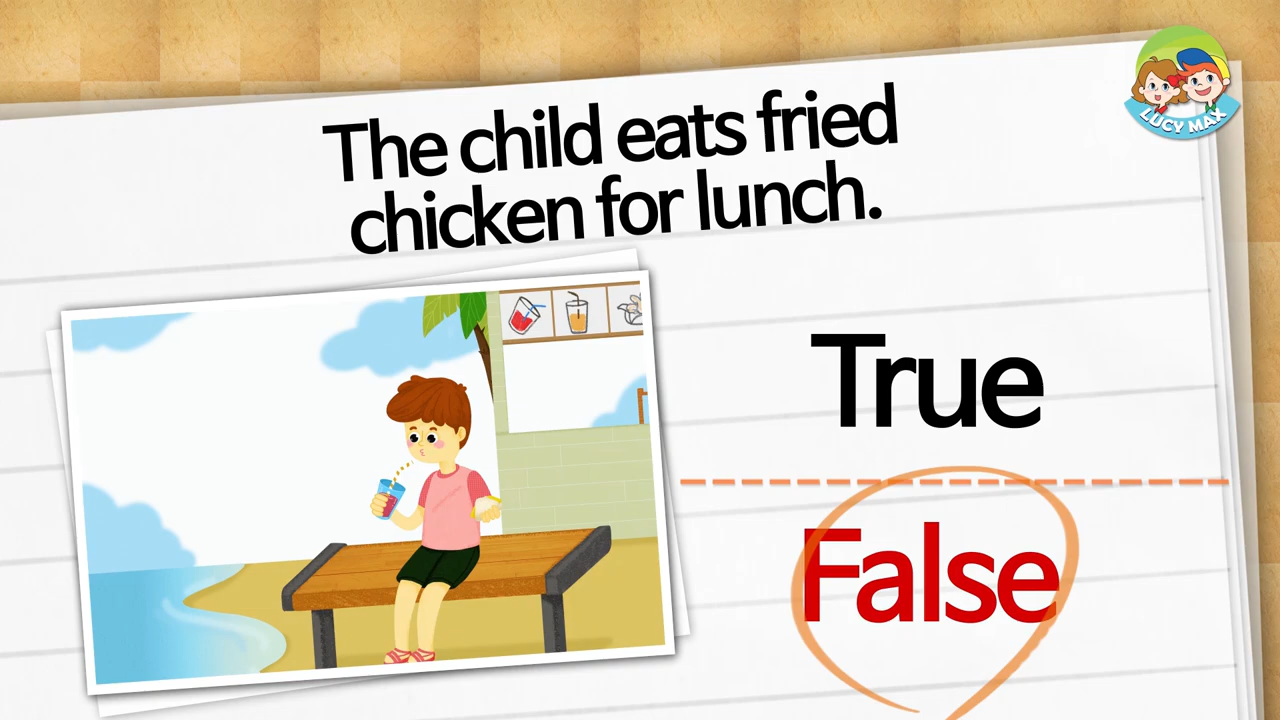 The child eats fried
chicken for lunch.
True
False
LUCY MAX